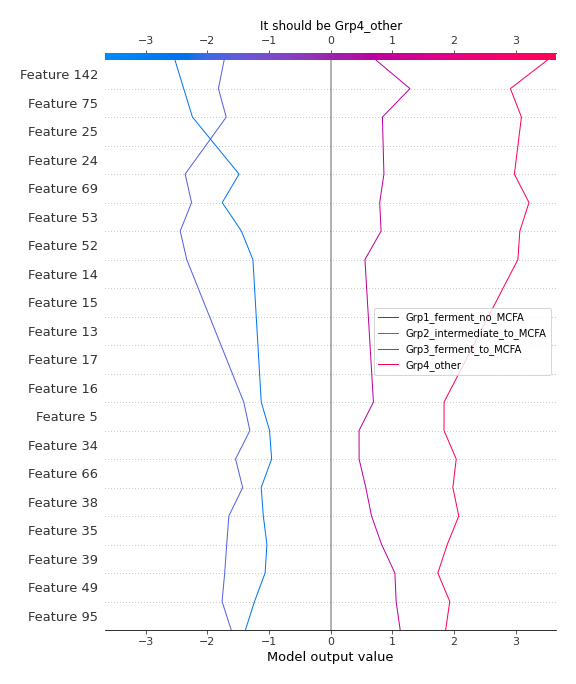 It should be Grp4_other
−3 −2 −1 0 1 2 3
Feature 142
Feature 75
Feature 25
Feature 24
Feature 69
Feature 53
Feature 52
Feature 14
Feature 15
Grp1_ferment_no_MCFA
Feature 13
Grp2_intermediate_to_MCFA
Grp3_ferment_to_MCFA
Feature 17
Grp4_other
Feature 16
Feature 5
Feature 34
Feature 66
Feature 38
Feature 35
Feature 39
Feature 49
Feature 95
−3 −2 −1 0 1 2 3
Model output value